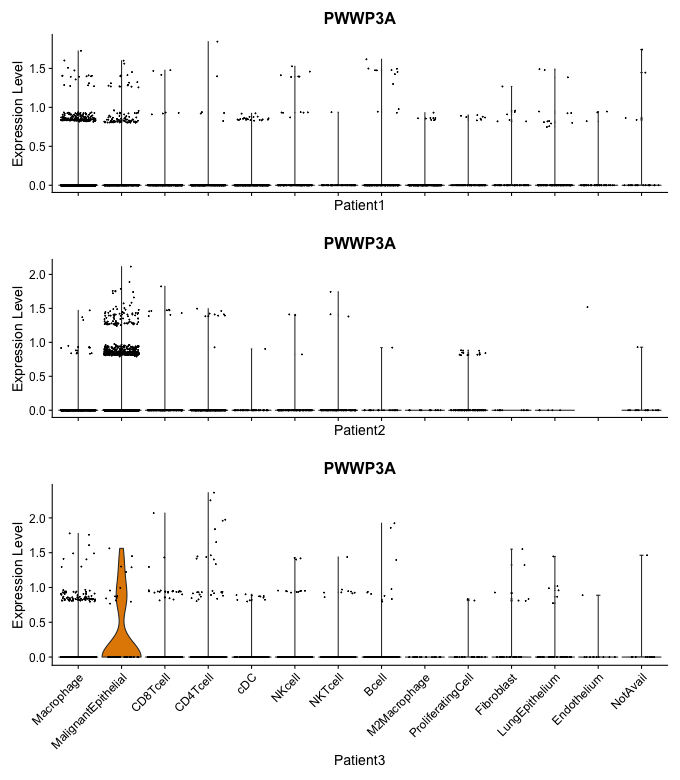 PWWP3A
Expression Level
1.5
1.0
0.5
0.0
Patient1
PWWP3A
Expression Level
2.0
1.5
1.0
0.5
0.0
Patient2
PWWP3A
Expression Level
2.0
1.5
1.0
0.5
0.0
Macrophage
MalignantEpithelial
CD8Tcell
CD4Tcell
cDC
NKcell
NKTcell
Bcell
M2Macrophage
ProliferatingCell
Fibroblast
LungEpithelium
Endothelium
NotAvail
Patient3